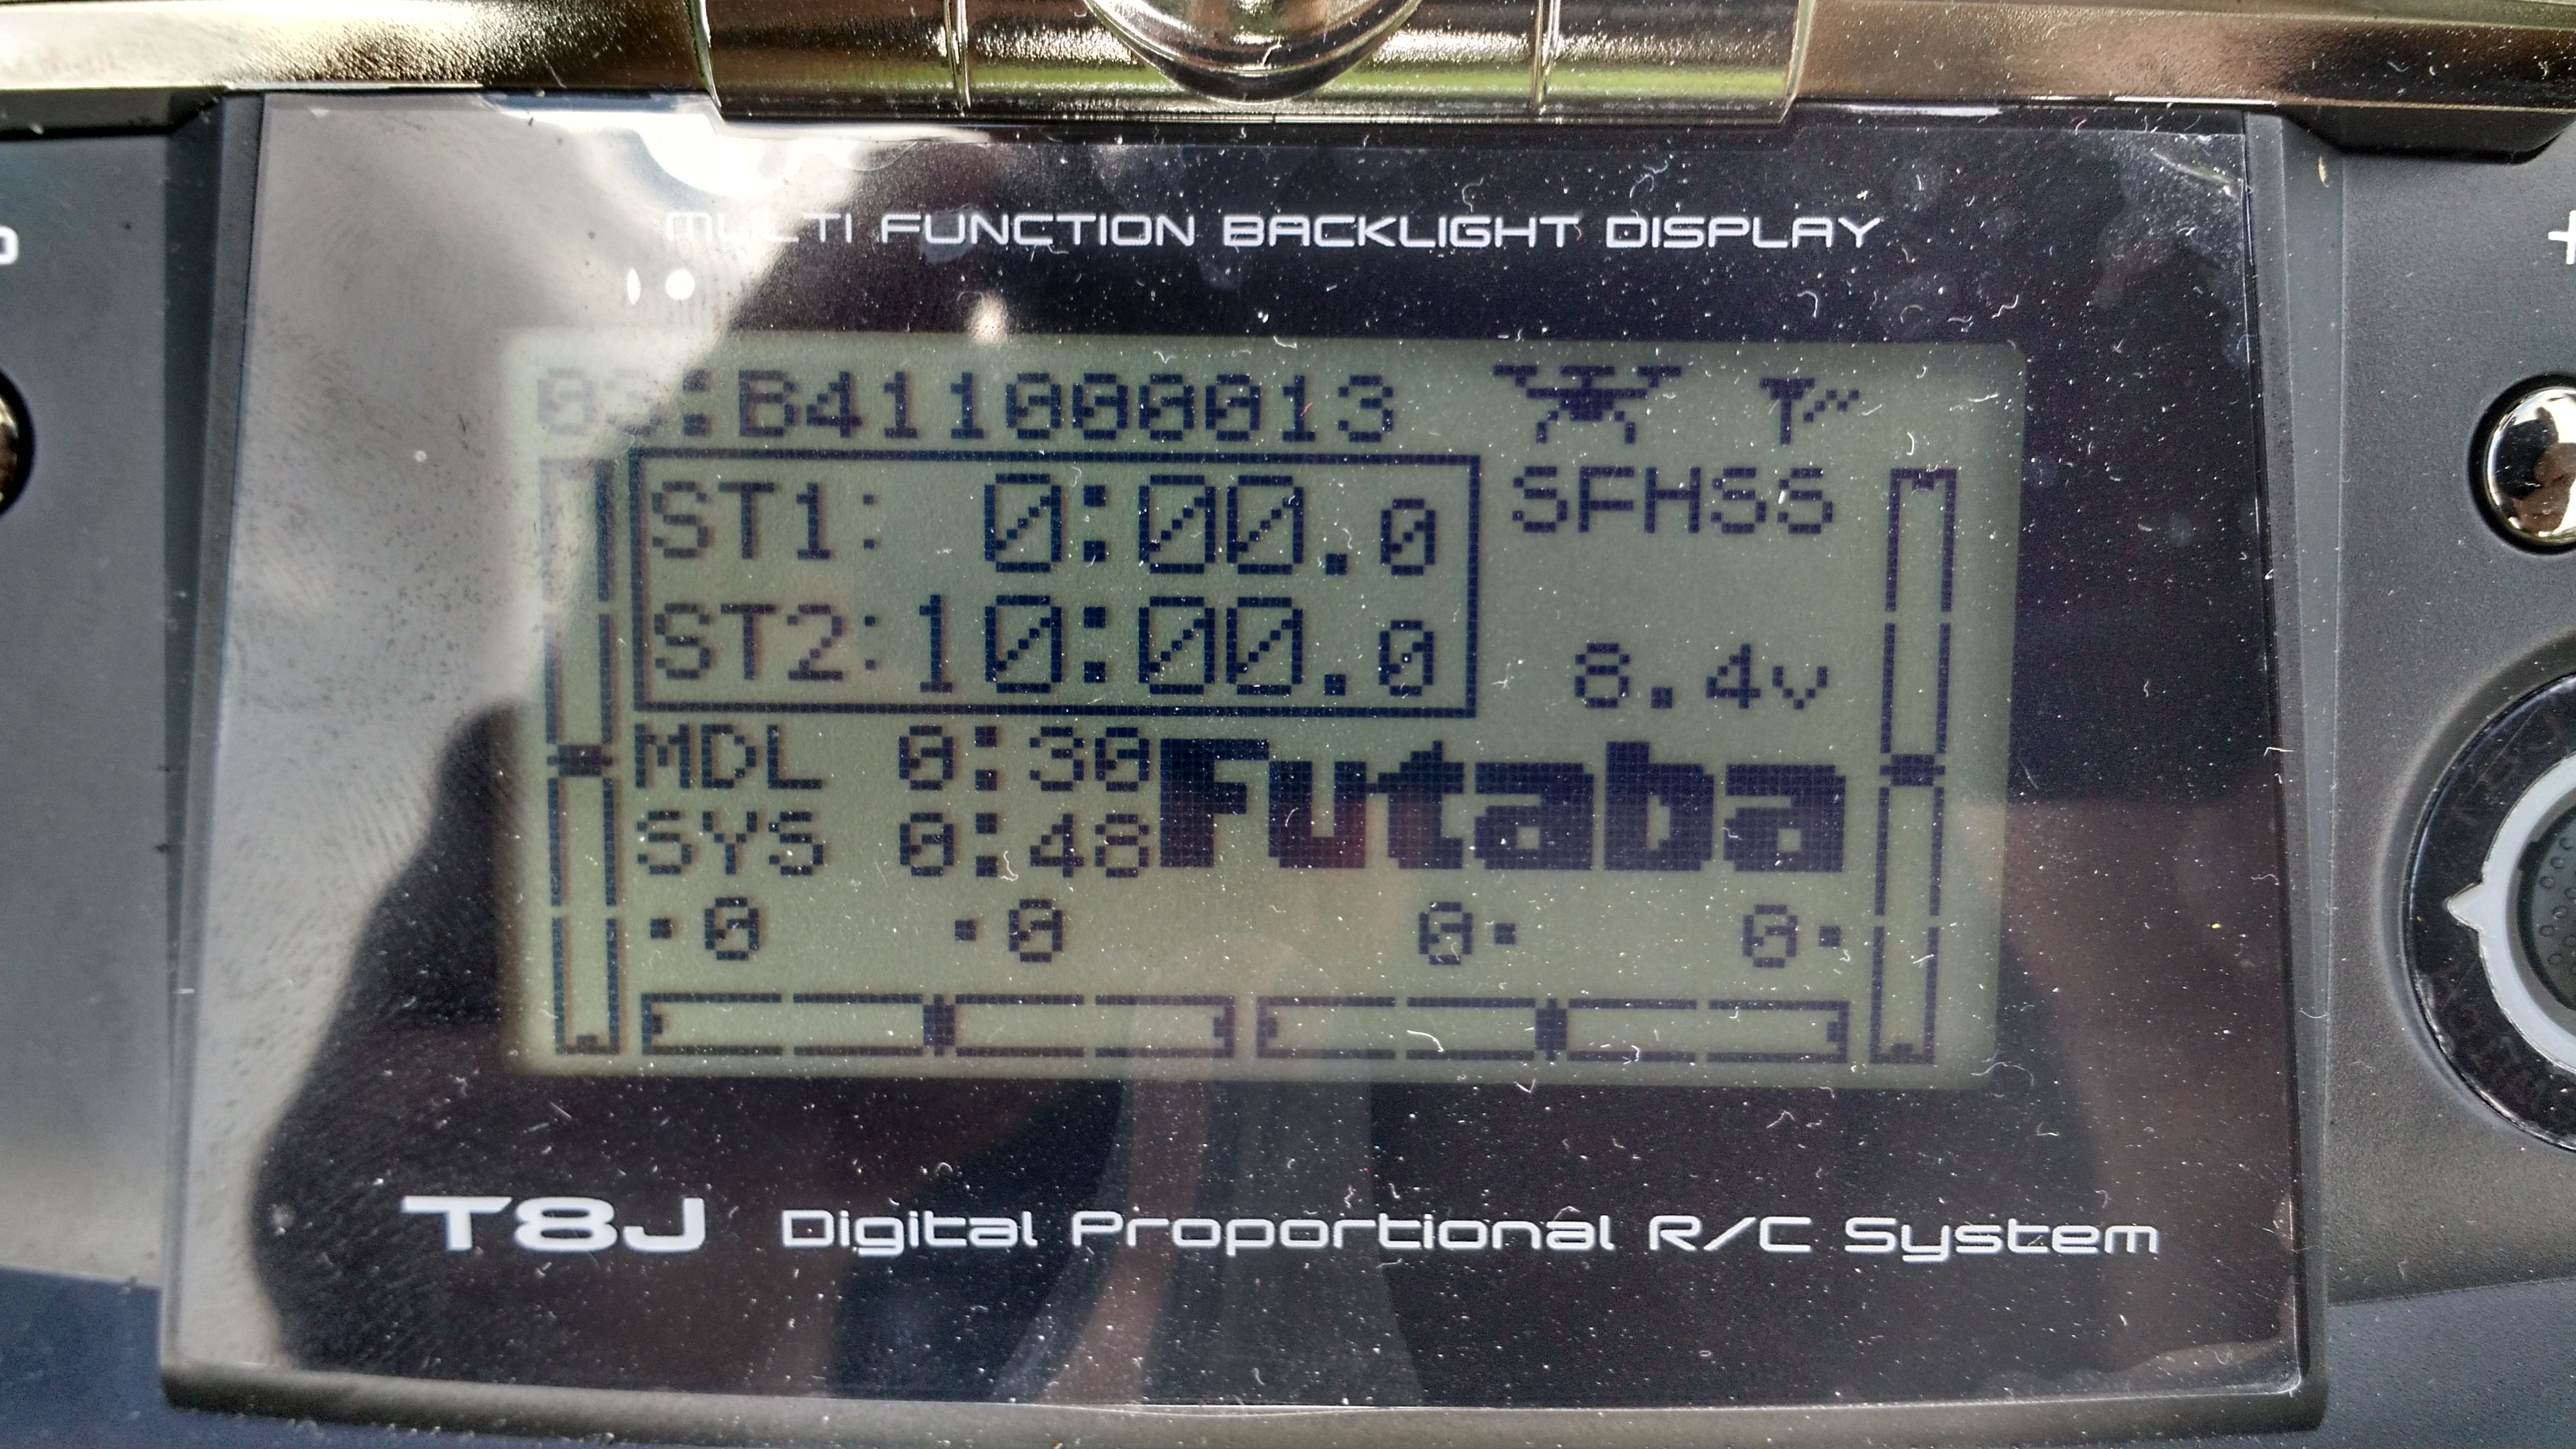 MULTI FUNCTION BACKLIGHT DISPLAY
03:B411000013
ST1: 0:00.0 SFHSS
ST2:10:00.0 8.4v
MDL 0:30 Futaba
SYS 0:48
·0 ·0 0· 0·
T8J Digital Proportional R/C System